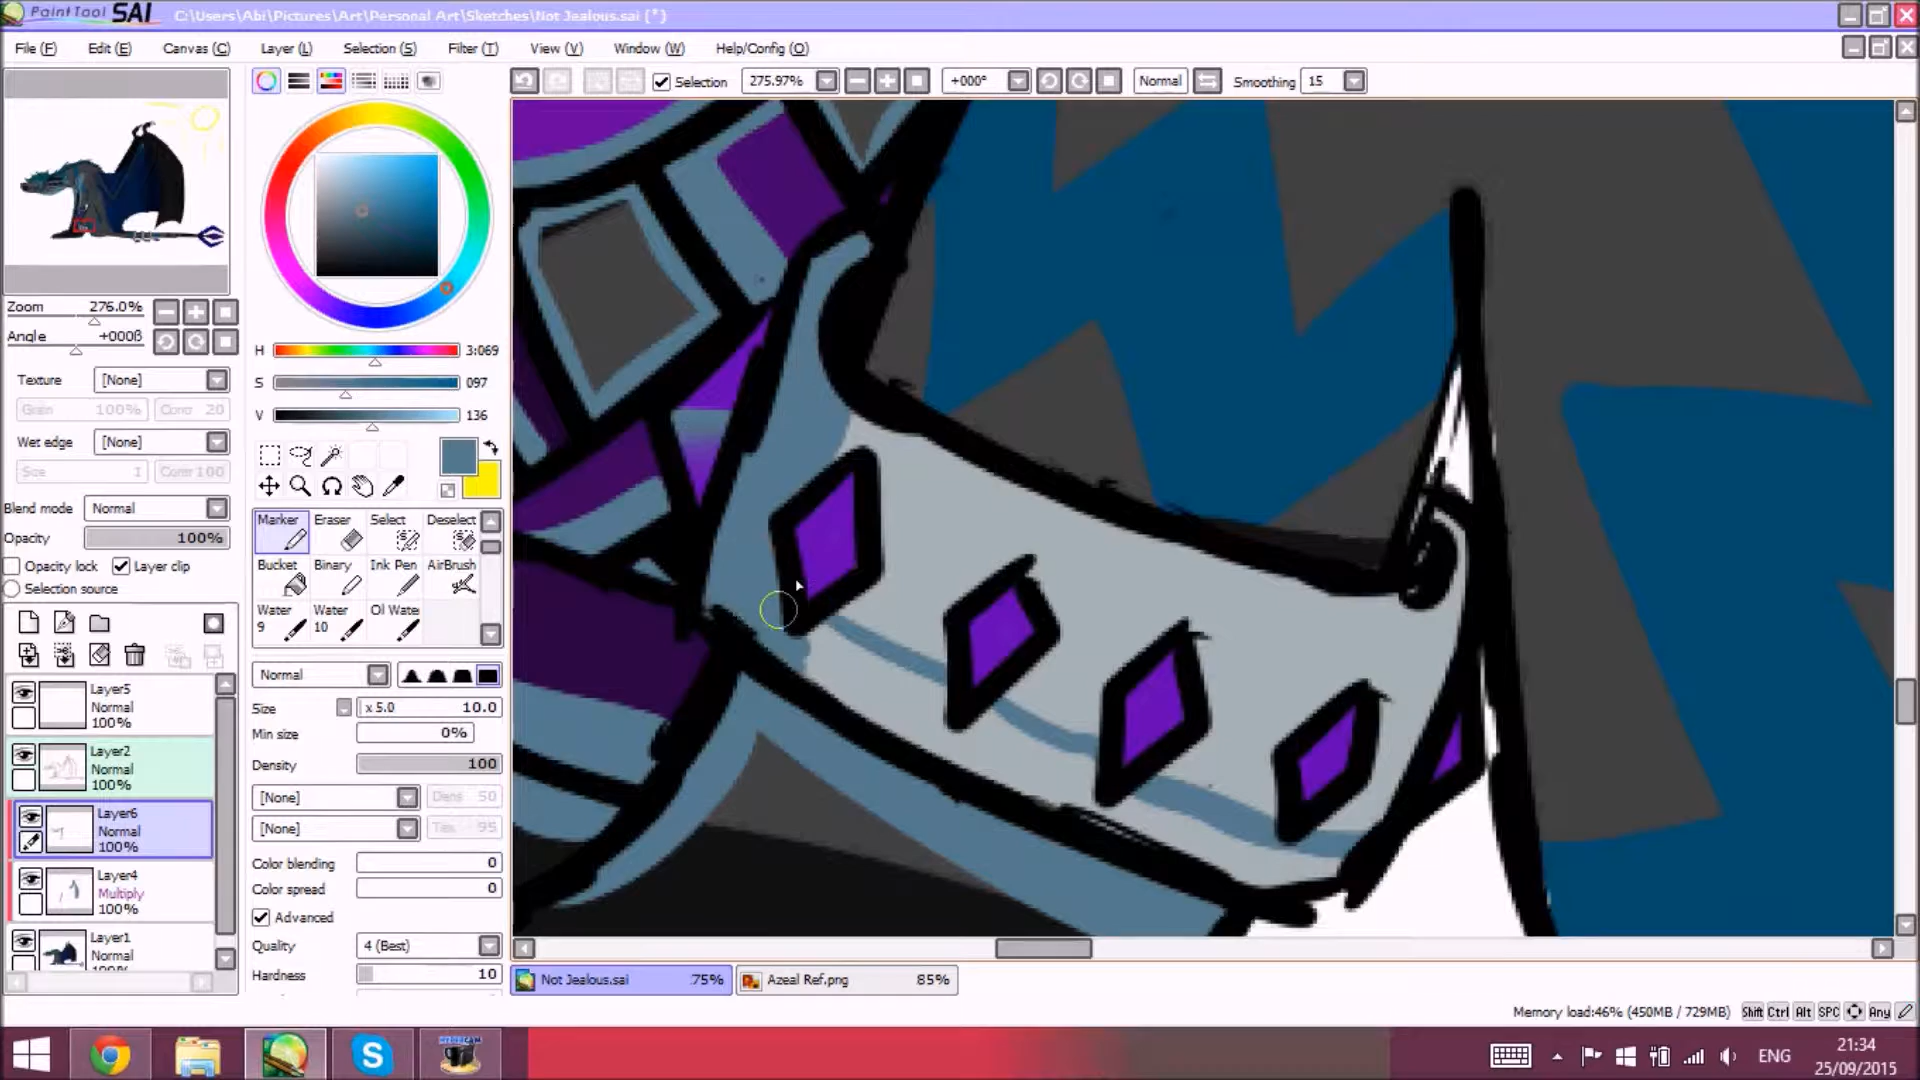 PaintTool SAI C:\Users\Abi\Pictures\Art\Personal Art\Sketches\Not Jealous.sai (*)
File (F) Edit (E) Canvas (C) Layer (L) Selection (S) Filter (T) View (V) Window (W) Help/Config (O)
Selection 275.97% +000° Normal Smoothing 15
Zoom 276.0%
Angle +000ß
Texture [None]
Grain 100% Conc 20
Wet edge [None]
Size 1 Conc 100
Blend mode Normal
Opacity 100%
Opacity lock Layer clip
Selection source
Layer5
Normal
100%
Layer2
Normal
100%
Layer6
Normal
100%
Layer4
Multiply
100%
Layer1
Normal
100%
H 3:069
S 097
V 136
Marker Eraser Select Deselect
Bucket Binary Ink Pen AirBrush
Water Water Oil Wate
9 10
Normal
Size x 5.0 10.0
Min size 0%
Density 100
[None] Dens 50
[None] Tex 95
Color blending 0
Color spread 0
Advanced
Quality 4 (Best)
Hardness 10
Not Jealous.sai 75% Azeal Ref.png 85%
Memory load:46% (450MB / 729MB) Shift Ctrl Alt SPC Any
ENG 21:34
25/09/2015